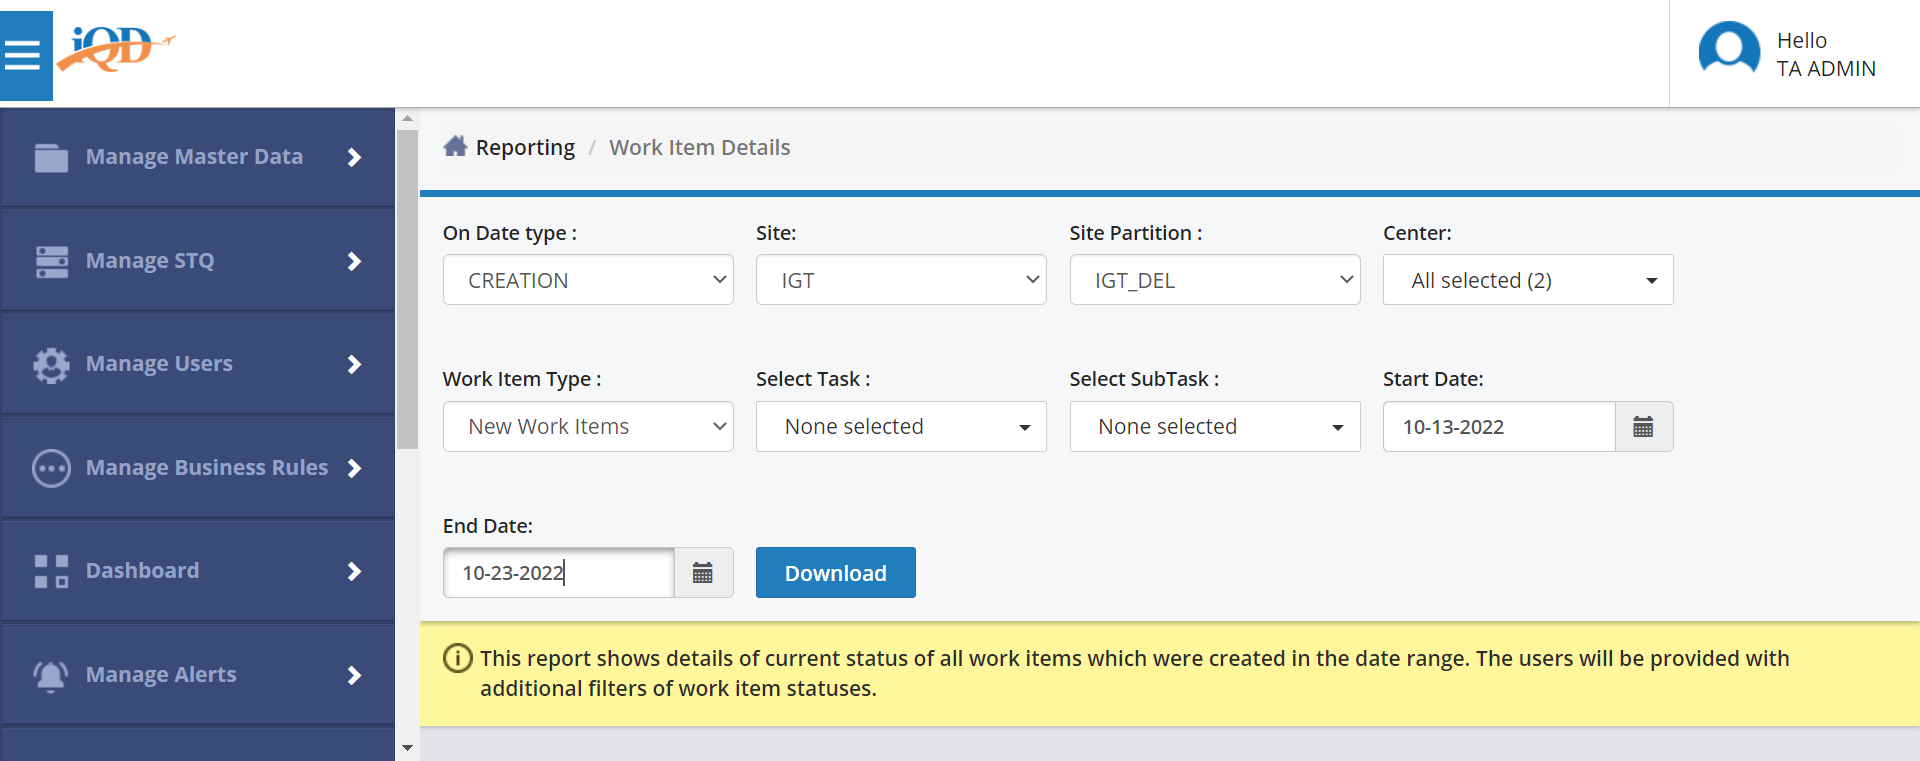 iQD
Hello
TA ADMIN
Manage Master Data
Manage STQ
Manage Users
Manage Business Rules
Dashboard
Manage Alerts
Reporting / Work Item Details
On Date type :
Site:
Site Partition :
Center:
CREATION
IGT
IGT_DEL
All selected (2)
Work Item Type :
Select Task :
Select SubTask :
Start Date:
New Work Items
None selected
None selected
10-13-2022
End Date:
10-23-2022
Download
This report shows details of current status of all work items which were created in the date range. The users will be provided with
additional filters of work item statuses.